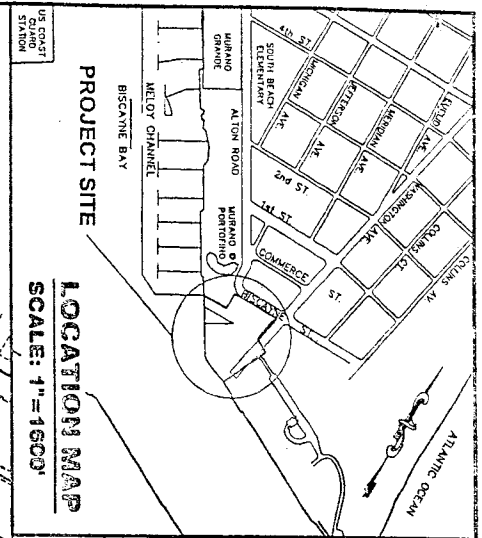 US COAST
GUARD
STATION
PROJECT SITE
BISCAYNE BAY
MELOY CHANNEL
MURANO
GRANDE
ALTON ROAD
MURANO
PORTOFINO
SOUTH BEACH
ELEMENTARY
4th ST.
MICHIGAN
AVE.
JEFFERSON
AVE
MERIDIAN
AVE.
EUCLID
AVE
WASHINGTON AVE.
COLLINS CT
COLLINS AV
2nd ST.
1st ST.
COMMERCE
ST.
BISCAYNE
ST.
ATLANTIC OCEAN
LOCATION MAP
SCALE: 1"=1600'